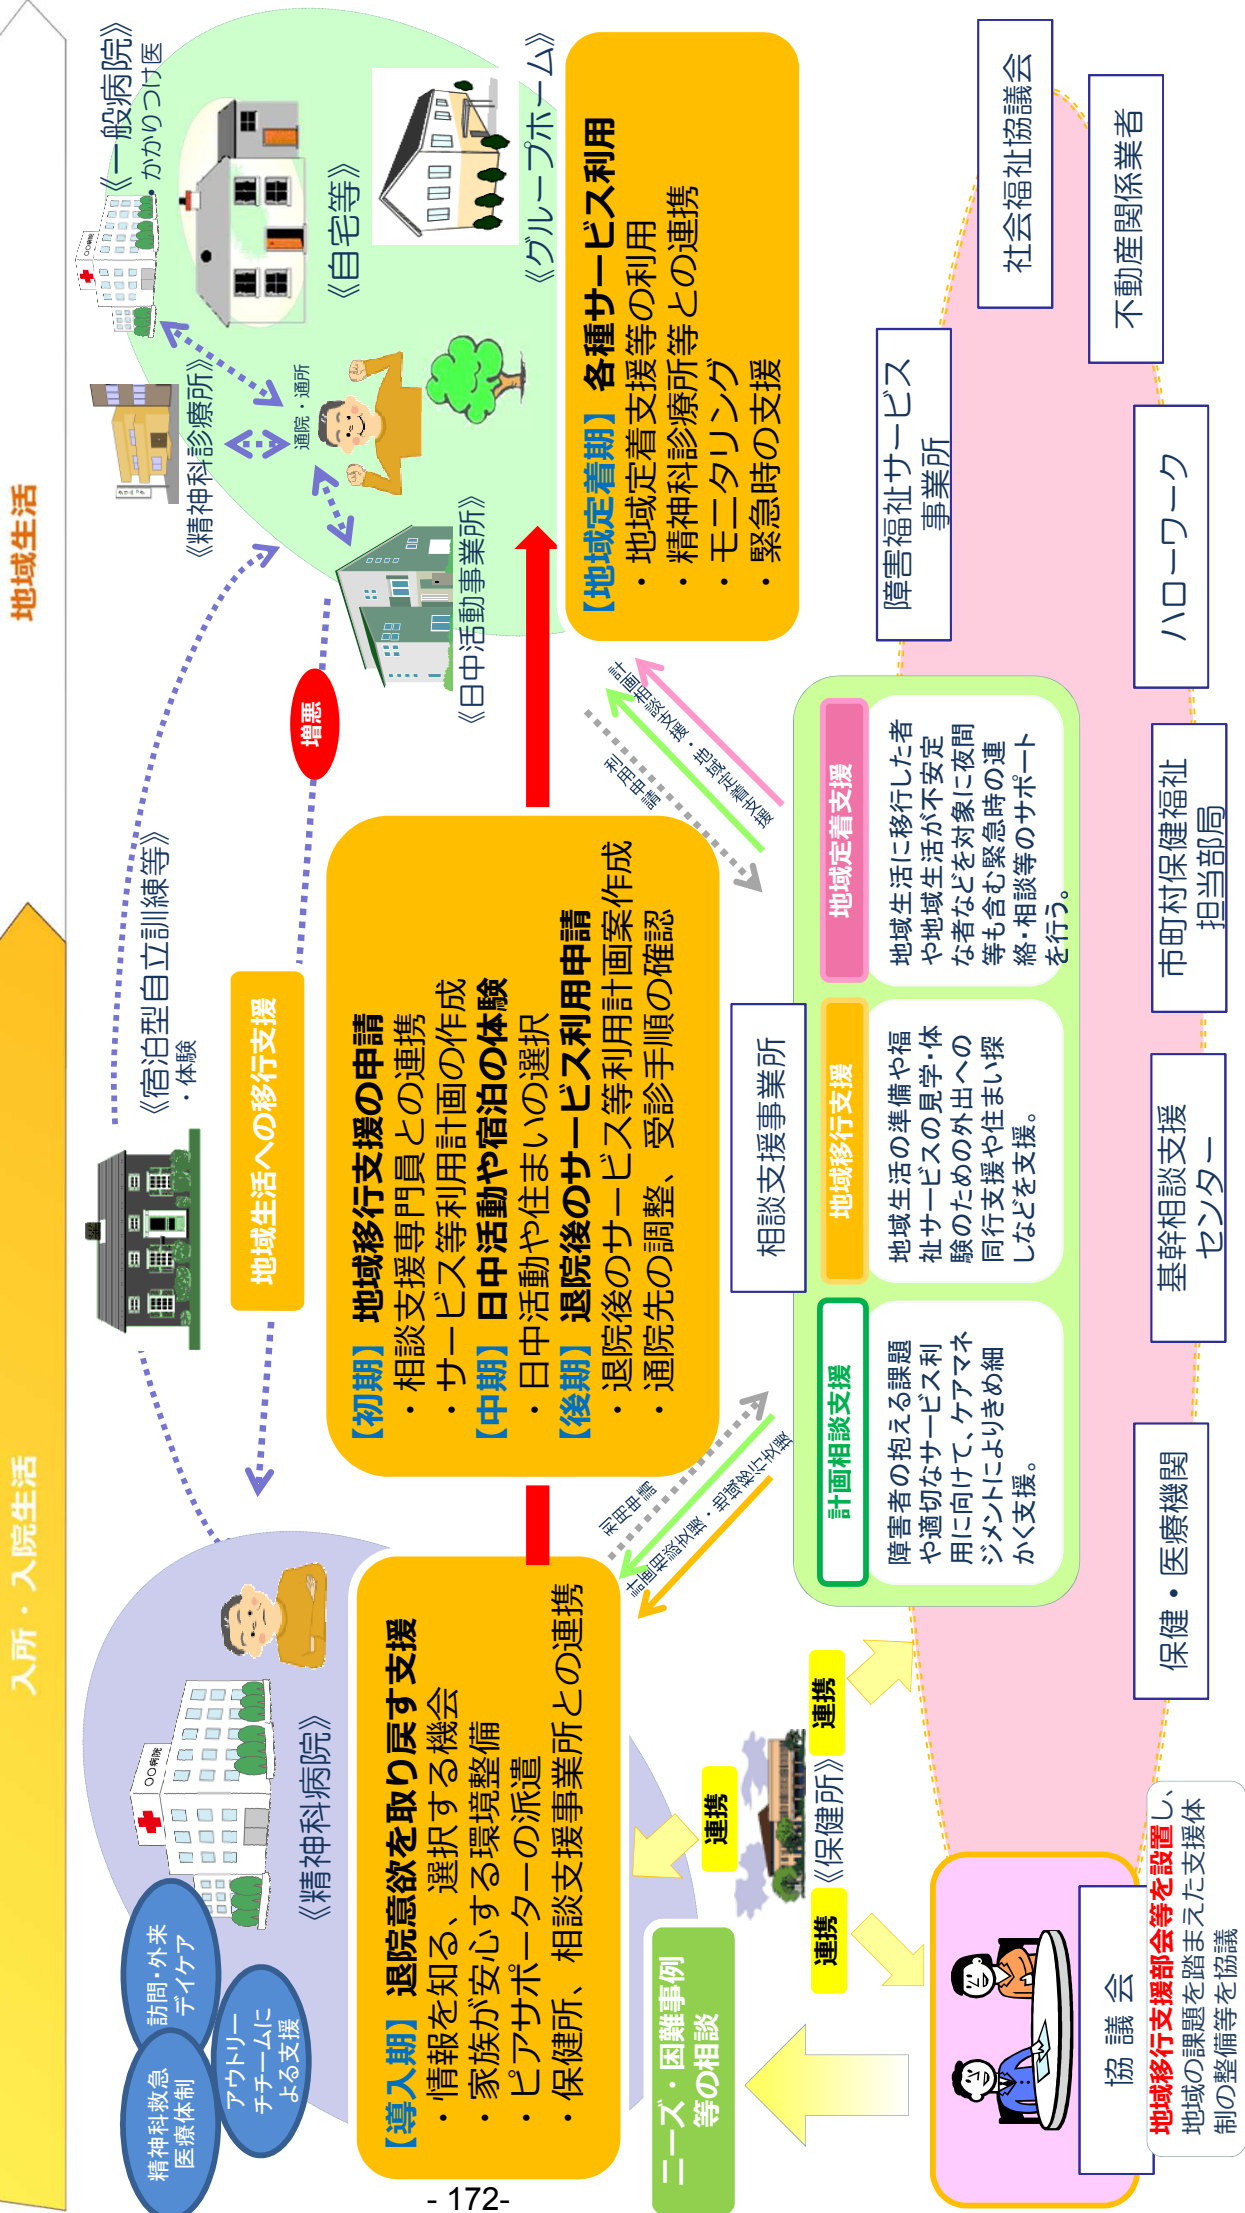 入所・入院生活
地域生活
精神科救急
医療体制
訪問・外来
デイケア
アウトリー
チチームに
よる支援
〇〇病院
《精神科病院》
《宿泊型自立訓練等》
・体験
地域生活への移行支援
増悪
《精神科診療所》
〇〇病院
《一般病院》
・かかりつけ医
通院・通所
《自宅等》
《日中活動事業所》
《グループホーム》
【導入期】退院意欲を取り戻す支援
・情報を知る、選択する機会
・家族が安心する環境整備
・ピアサポーターの派遣
・保健所、相談支援事業所との連携
【初期】地域移行支援の申請
・相談支援専門員との連携
・サービス等利用計画の作成
【中期】日中活動や宿泊の体験
・日中活動や住まいの選択
【後期】退院後のサービス利用申請
・退院後のサービス等利用計画案作成
・通院先の調整、受診手順の確認
【地域定着期】各種サービス利用
・地域定着支援等の利用
・精神科診療所等との連携
・モニタリング
・緊急時の支援
利用申請
計画相談支援・地域移行支援
利用申請
計画相談支援・地域定着支援
ニーズ・困難事例
等の相談
連携
《保健所》
連携
連携
相談支援事業所
計画相談支援
障害者の抱える課題
や適切なサービス利
用に向けて、ケアマネ
ジメントによりきめ細
かく支援。
地域移行支援
地域生活の準備や福
祉サービスの見学・体
験のための外出への
同行支援や住まい探
しなどを支援。
地域定着支援
地域生活に移行した者
や地域生活が不安定
な者などを対象に夜間
等も含む緊急時の連
絡・相談等のサポート
を行う。
障害福祉サービス
事業所
社会福祉協議会
不動産関係業者
ハローワーク
市町村保健福祉
担当部局
基幹相談支援
センター
保健・医療機関
協議会
地域移行支援部会等を設置し、
地域の課題を踏まえた支援体
制の整備等を協議
- 172-